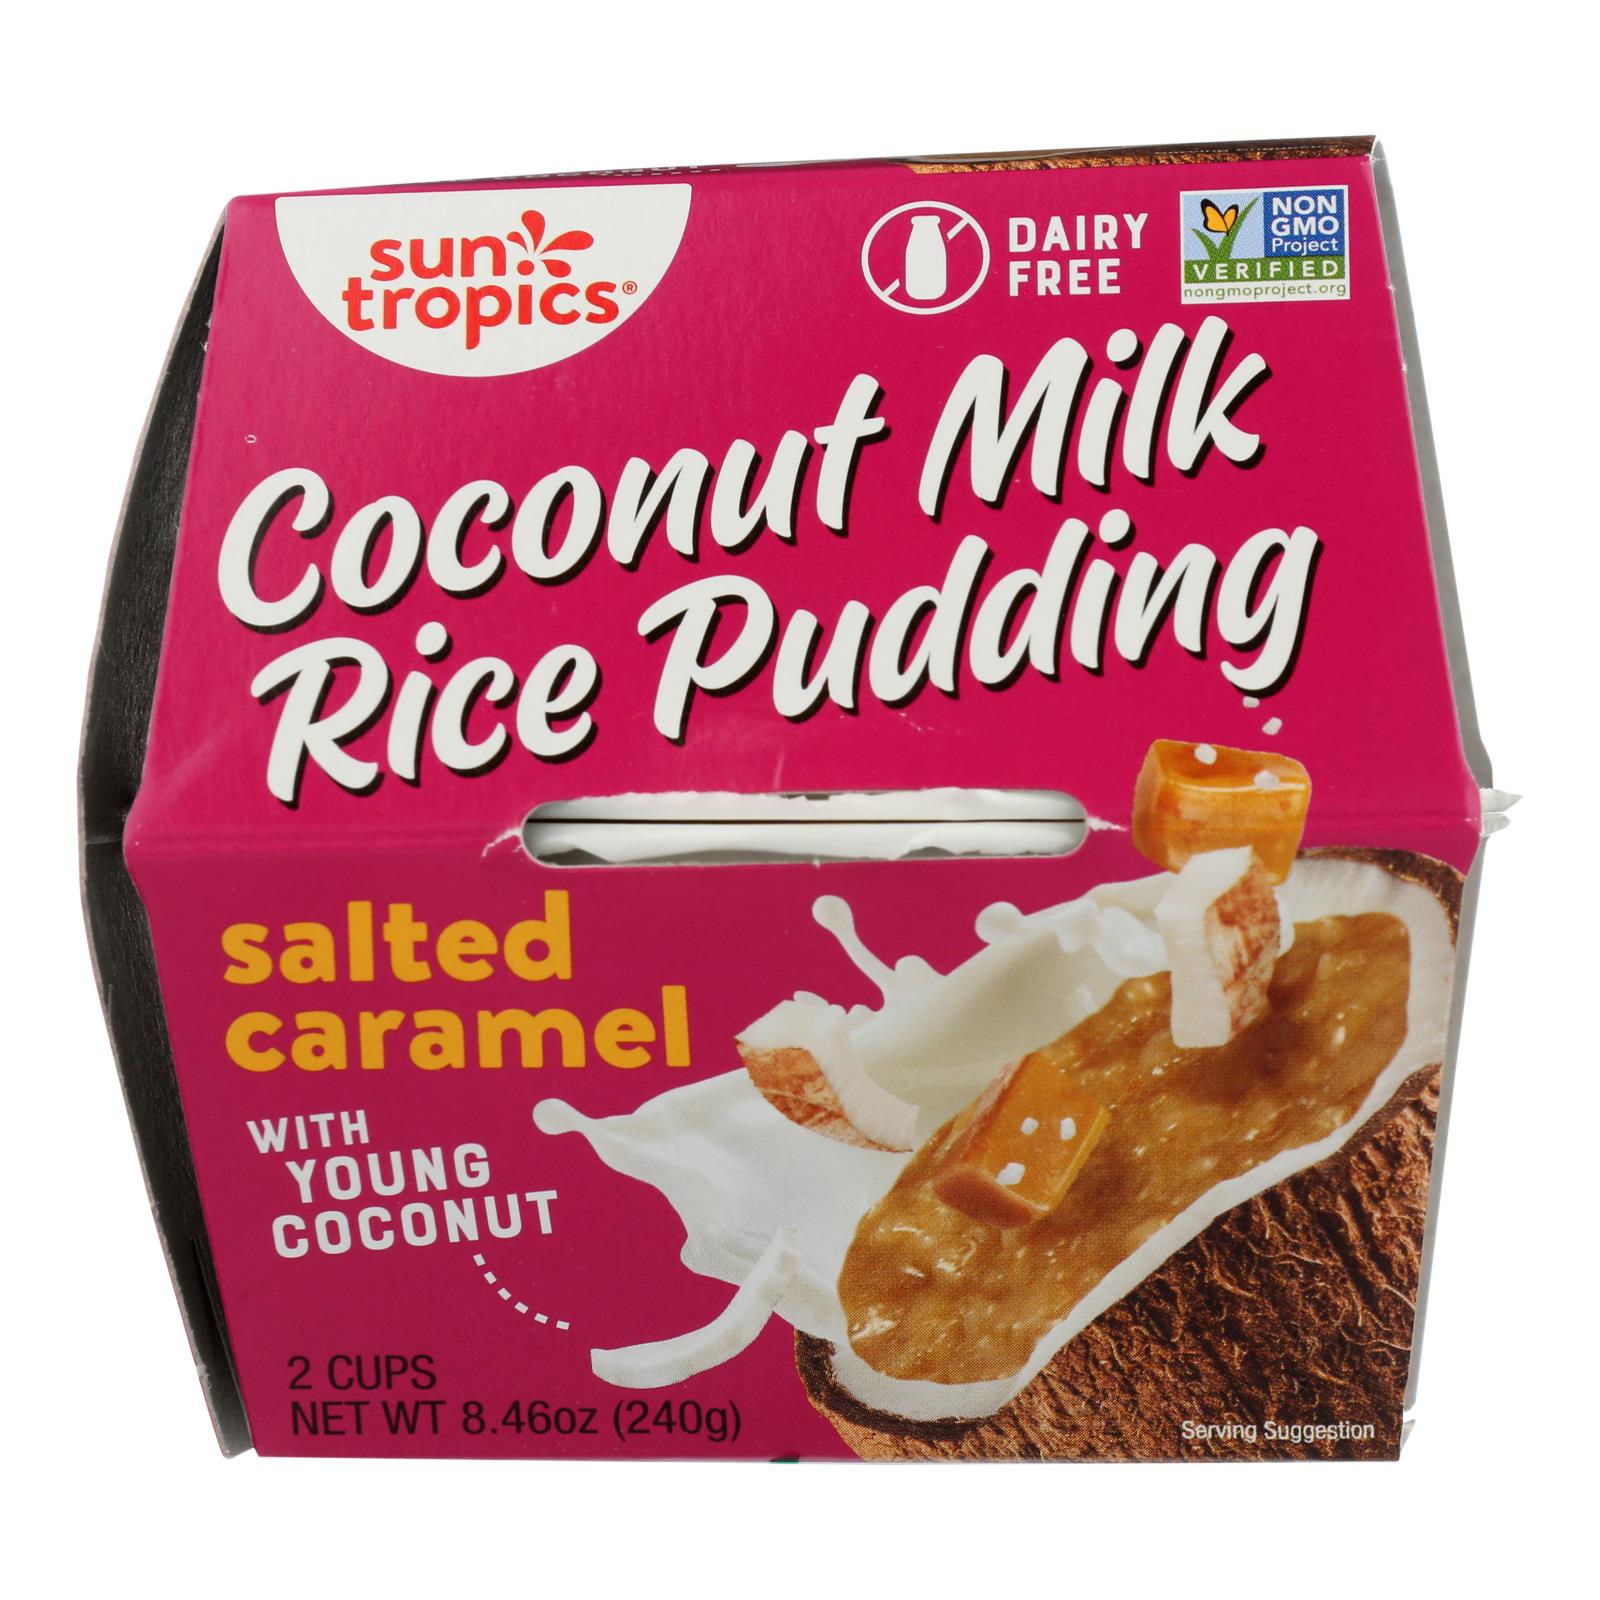 sun
tropics®
DAIRY
FREE
NON
GMO
Project
VERIFIED
nongmoproject.org
Coconut Milk
Rice Pudding
salted
caramel
WITH
YOUNG
COCONUT
2 CUPS
NET WT 8.46oz (240g)
Serving Suggestion